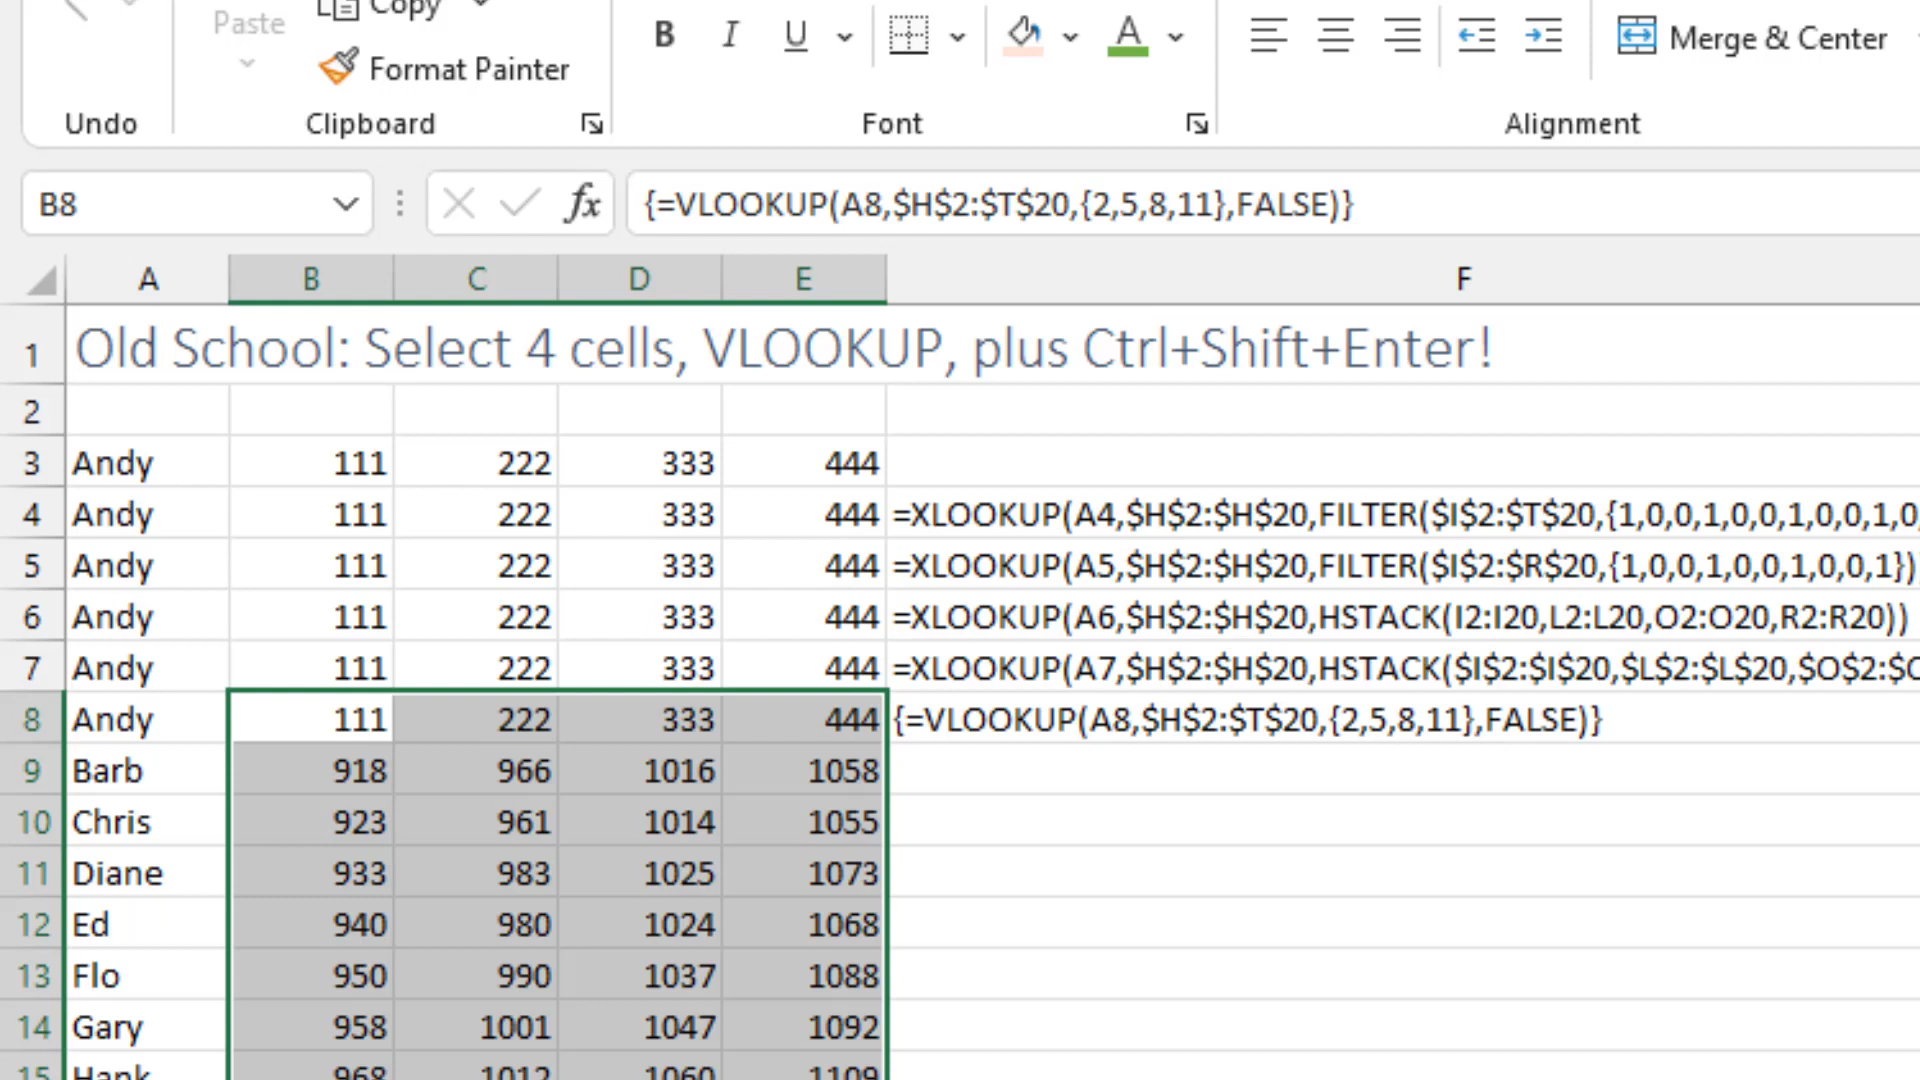 Copy
Paste
Format Painter
B I U A
Merge & Center
Undo Clipboard Font Alignment
B8 fx {=VLOOKUP(A8,$H$2:$T$20,{2,5,8,11},FALSE)}
A B C D E F
1 Old School: Select 4 cells, VLOOKUP, plus Ctrl+Shift+Enter!
2
3 Andy 111 222 333 444
4 Andy 111 222 333 444 =XLOOKUP(A4,$H$2:$H$20,FILTER($I$2:$T$20,{1,0,0,1,0,0,1,0,0,1,0,
5 Andy 111 222 333 444 =XLOOKUP(A5,$H$2:$H$20,FILTER($I$2:$R$20,{1,0,0,1,0,0,1,0,0,1})
6 Andy 111 222 333 444 =XLOOKUP(A6,$H$2:$H$20,HSTACK(I2:I20,L2:L20,O2:O20,R2:R20))
7 Andy 111 222 333 444 =XLOOKUP(A7,$H$2:$H$20,HSTACK($I$2:$I$20,$L$2:$L$20,$O$2:$O
8 Andy 111 222 333 444 {=VLOOKUP(A8,$H$2:$T$20,{2,5,8,11},FALSE)}
9 Barb 918 966 1016 1058
10 Chris 923 961 1014 1055
11 Diane 933 983 1025 1073
12 Ed 940 980 1024 1068
13 Flo 950 990 1037 1088
14 Gary 958 1001 1047 1092
15 Hank 968 1012 1060 1109